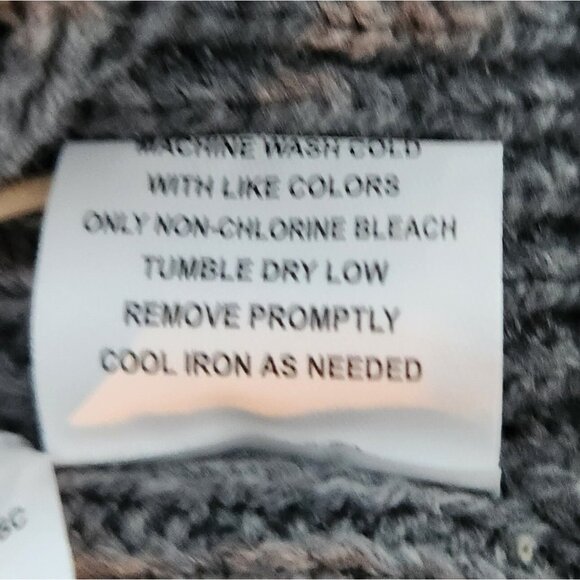 MACHINE WASH COLD
WITH LIKE COLORS
ONLY NON-CHLORINE BLEACH
TUMBLE DRY LOW
REMOVE PROMPTLY
COOL IRON AS NEEDED